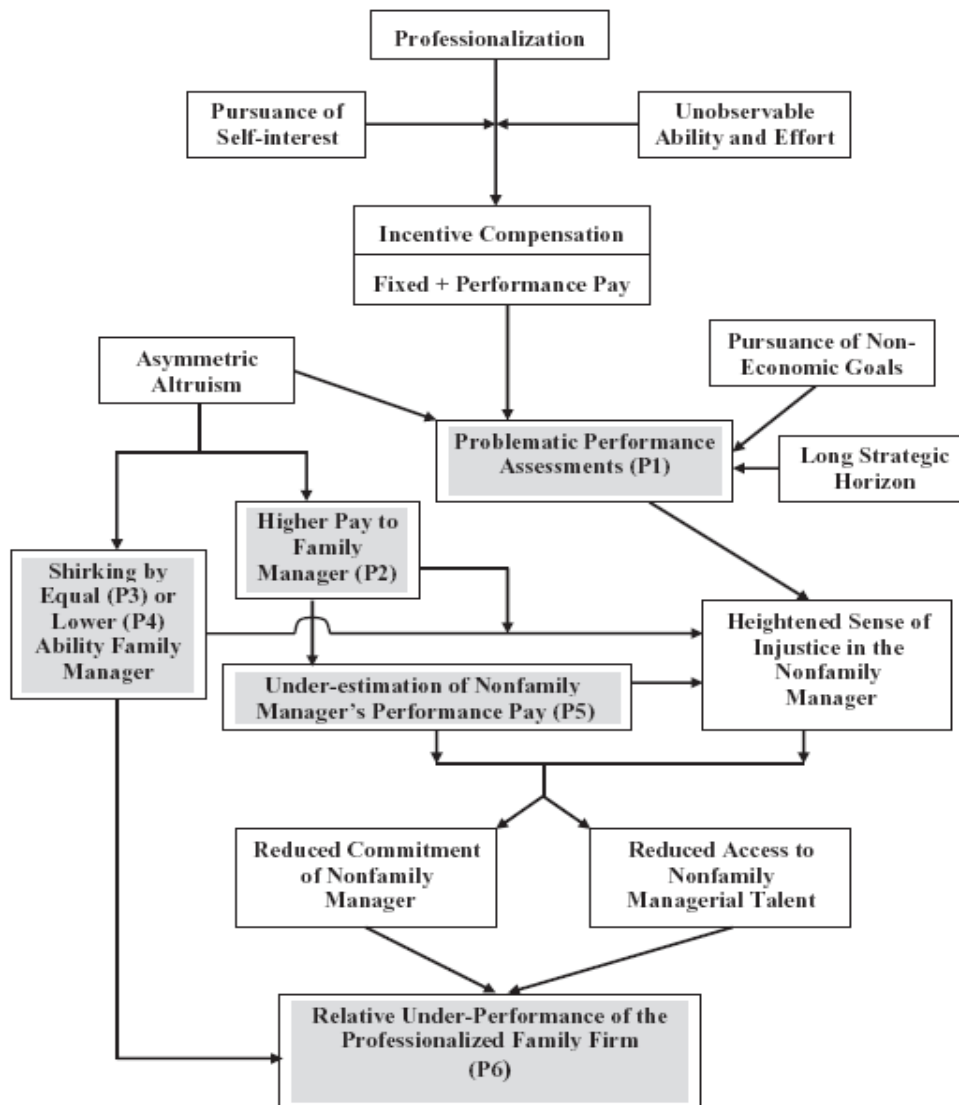 Professionalization
Pursuance of
Self-interest
Unobservable
Ability and Effort
Incentive Compensation
Fixed + Performance Pay
Asymmetric
Altruism
Pursuance of Non-
Economic Goals
Problematic Performance
Assessments (P1)
Long Strategic
Horizon
Higher Pay to
Family
Manager (P2)
Shirking by
Equal (P3) or
Lower (P4)
Ability Family
Manager
Heightened Sense of
Injustice in the
Nonfamily
Manager
Under-estimation of Nonfamily
Manager's Performance Pay (P5)
Reduced Commitment
of Nonfamily
Manager
Reduced Access to
Nonfamily
Managerial Talent
Relative Under-Performance of the
Professionalized Family Firm
(P6)